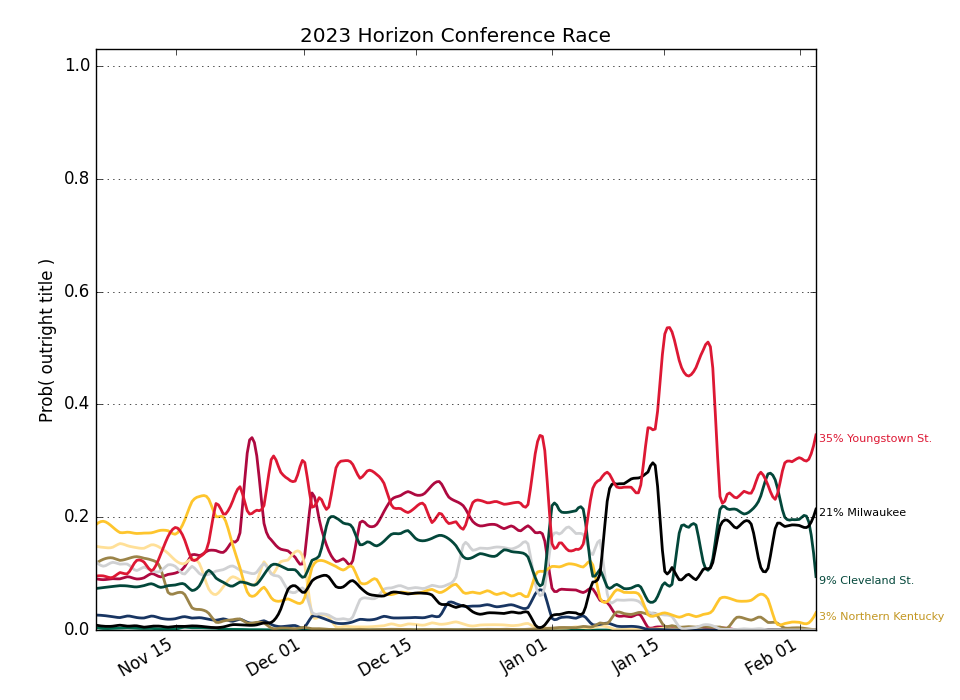 2023 Horizon Conference Race
1.0
0.8
0.6
0.4
0.2
0.0
Prob( outright title )
35% Youngstown St.
21% Milwaukee
9% Cleveland St.
3% Northern Kentucky
Nov 15
Dec 01
Dec 15
Jan 01
Jan 15
Feb 01